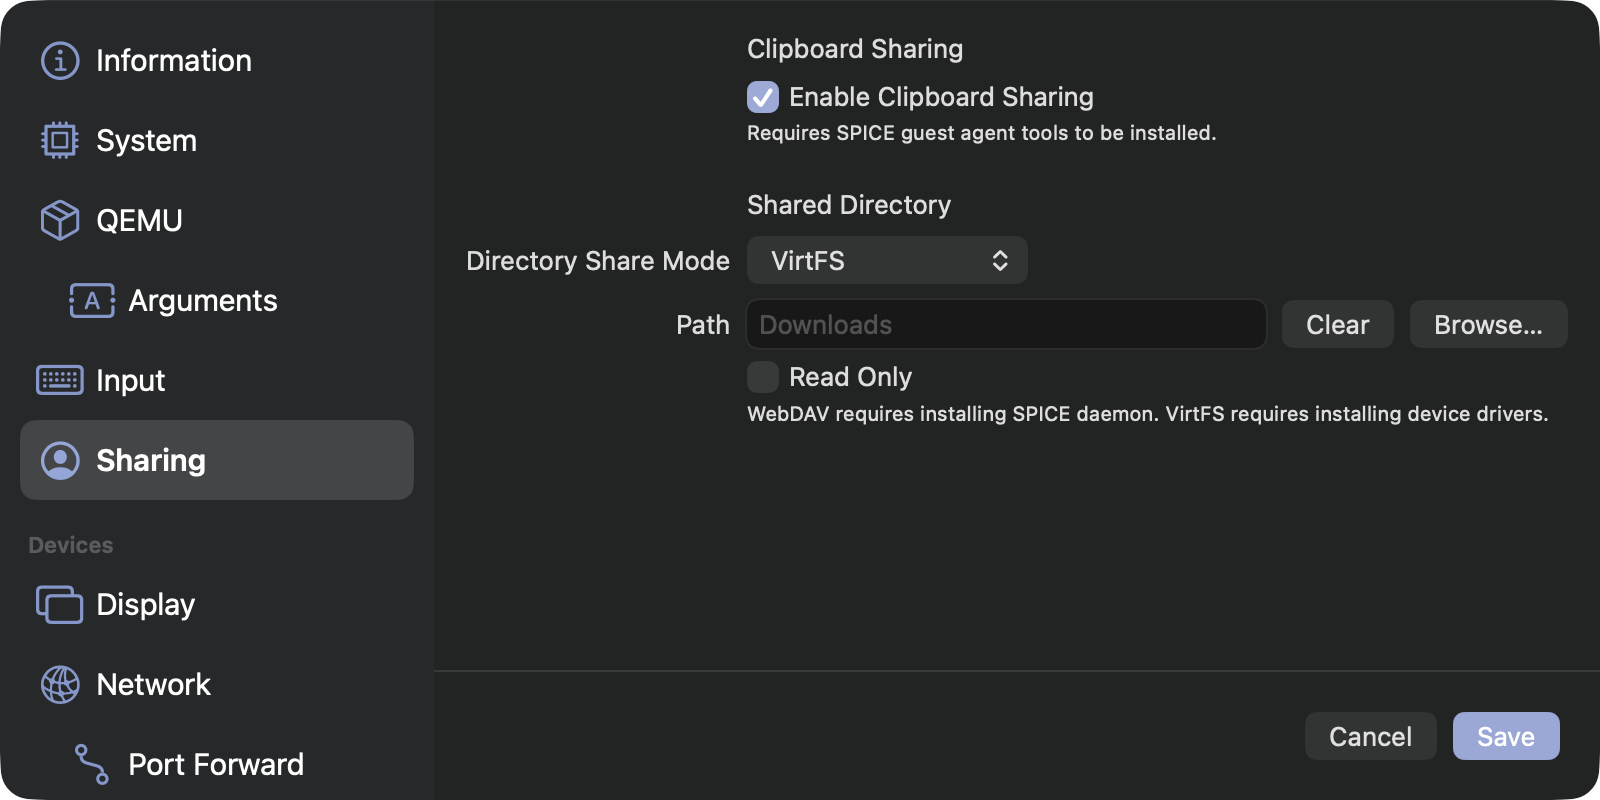 Information
System
QEMU
Arguments
Input
Sharing
Devices
Display
Network
Port Forward
Clipboard Sharing
Enable Clipboard Sharing
Requires SPICE guest agent tools to be installed.
Shared Directory
Directory Share Mode VirtFS
Path Downloads Clear Browse...
Read Only
WebDAV requires installing SPICE daemon. VirtFS requires installing device drivers.
Cancel Save